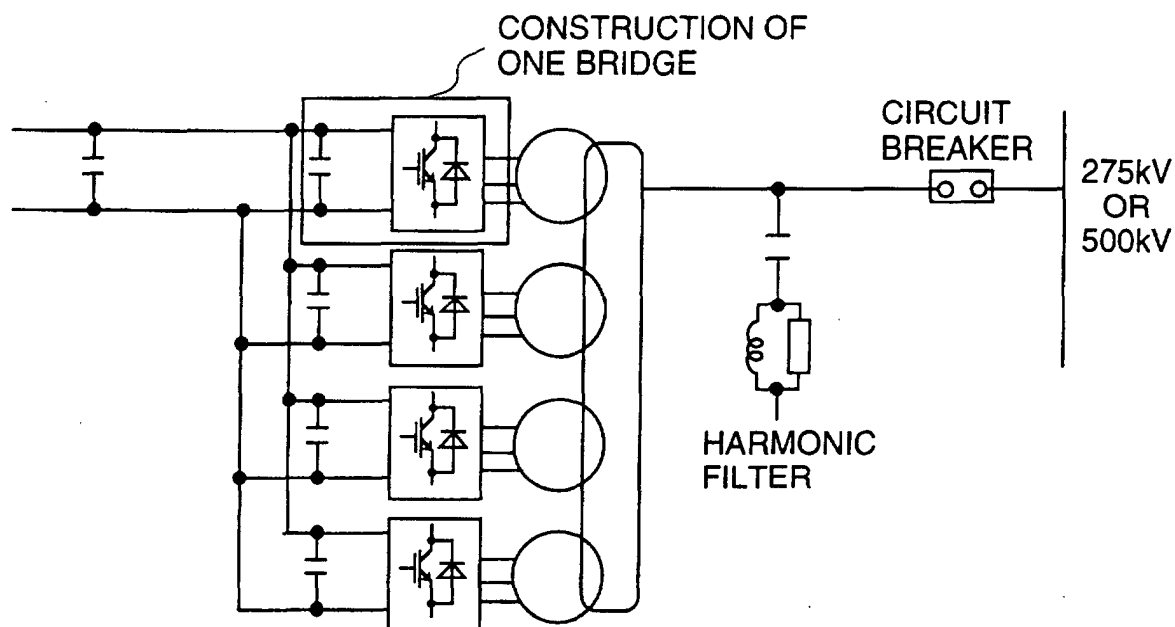 CONSTRUCTION OF
ONE BRIDGE
CIRCUIT
BREAKER
275kV
OR
500kV
HARMONIC
FILTER